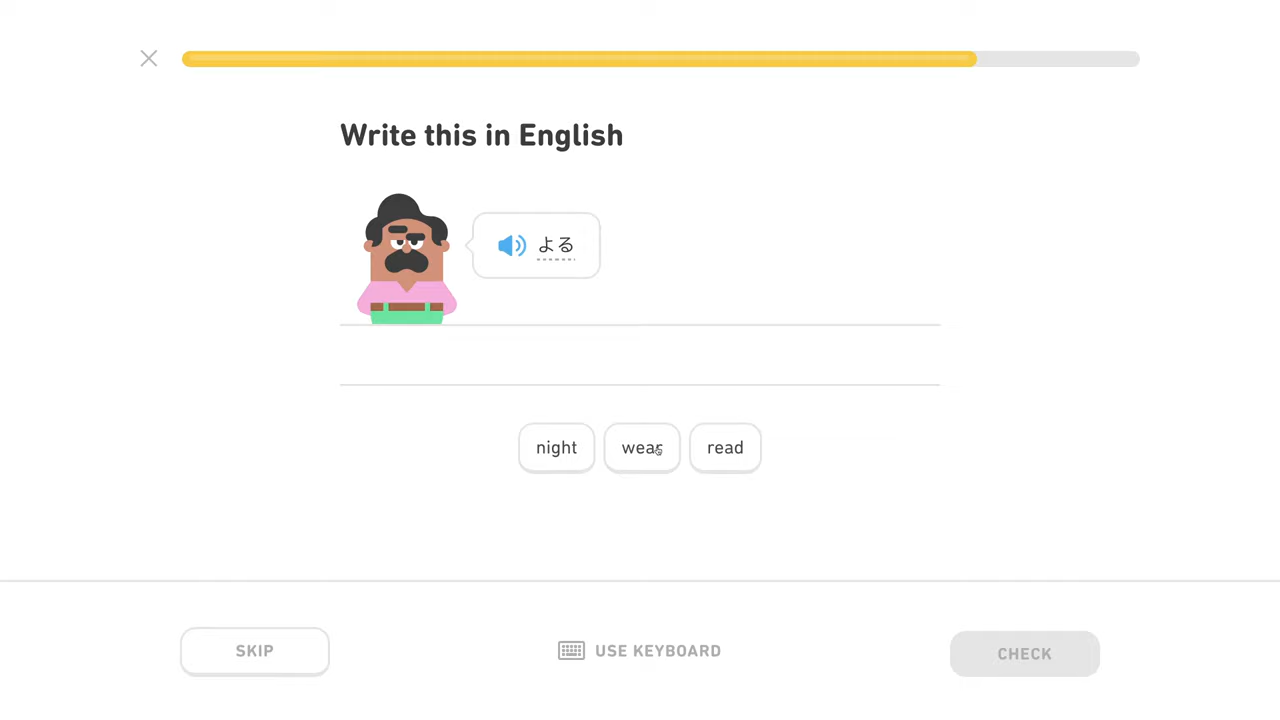 Write this in English
よる
night wear read
SKIP USE KEYBOARD CHECK